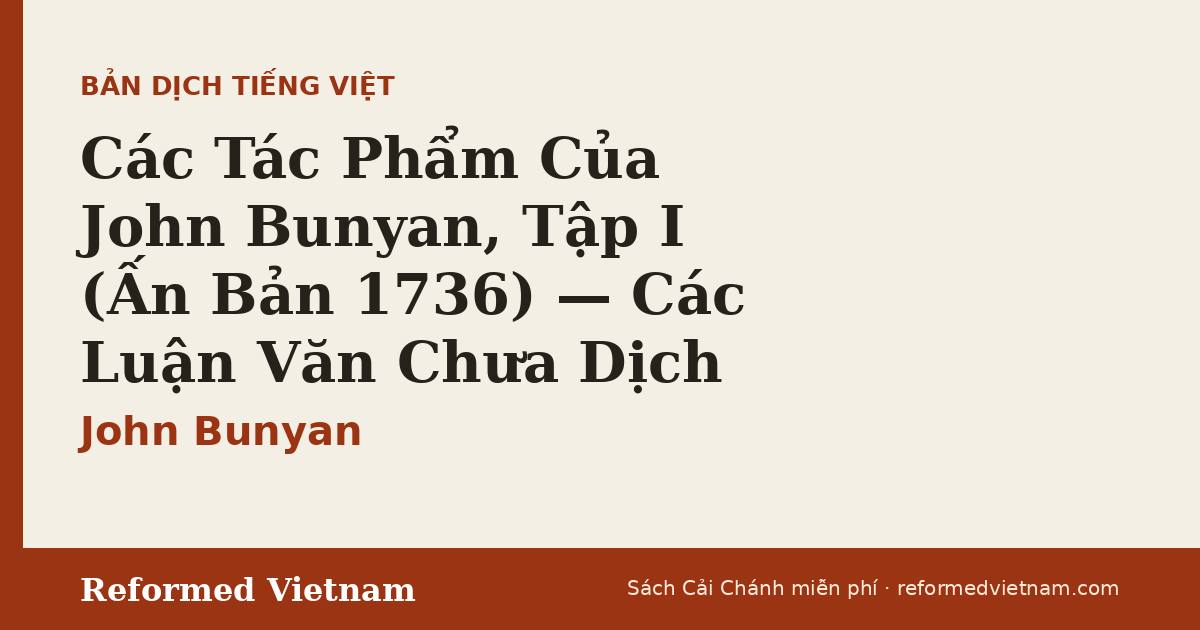 BẢN DỊCH TIẾNG VIỆT
Các Tác Phẩm Của
John Bunyan, Tập I
(Ấn Bản 1736) — Các
Luận Văn Chưa Dịch
John Bunyan
Reformed Vietnam
Sách Cải Chánh miễn phí · reformedvietnam.com